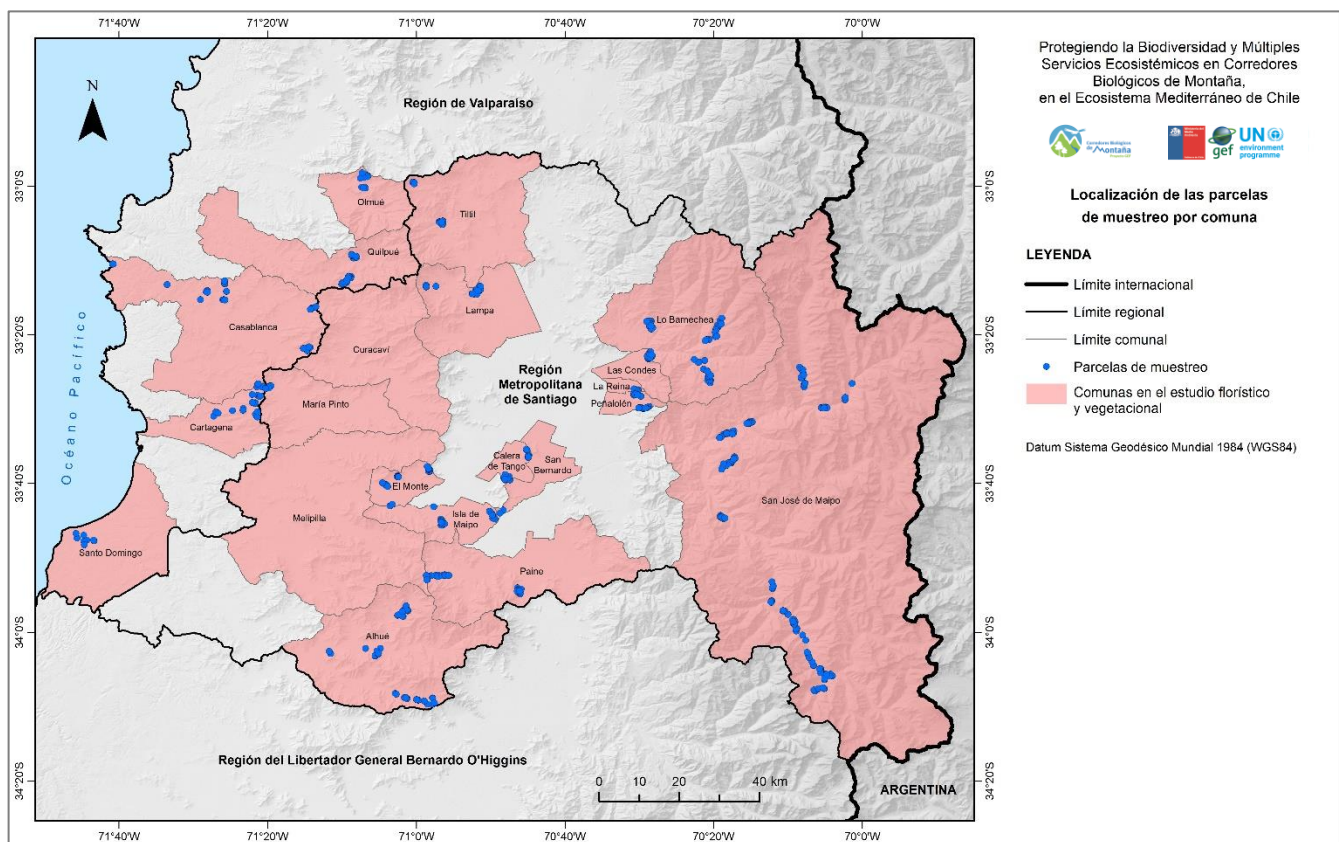 71°40'W
71°20'W
71°0'W
70°40'W
70°20'W
70°0'W
N
Región de Valparaíso
33°0'S
33°0'S
Olmué
Tiltil
Quilpué
Casablanca
Lampa
Lo Barnechea
33°20'S
33°20'S
Curacaví
Región
Metropolitana
de Santiago
Las Condes
La Reina
Peñalolén
María Pinto
Cartagena
Océano Pacífico
Calera
de Tango
San
Bernardo
33°40'S
33°40'S
El Monte
Melipilla
Isla de
Maipo
San José de Maipo
Santo Domingo
Paine
34°0'S
34°0'S
Alhué
Región del Libertador General Bernardo O'Higgins
0 10 20 40 km
34°20'S
34°20'S
ARGENTINA
71°40'W
71°20'W
71°0'W
70°40'W
70°20'W
70°0'W
Protegiendo la Biodiversidad y Múltiples
Servicios Ecosistémicos en Corredores
Biológicos de Montaña,
en el Ecosistema Mediterráneo de Chile
Corredores Biológicos
de Montaña
gef
UN
environment
programme
Localización de las parcelas
de muestreo por comuna
LEYENDA
Límite internacional
Límite regional
Límite comunal
Parcelas de muestreo
Comunas en el estudio florístico
y vegetacional
Datum Sistema Geodésico Mundial 1984 (WGS84)